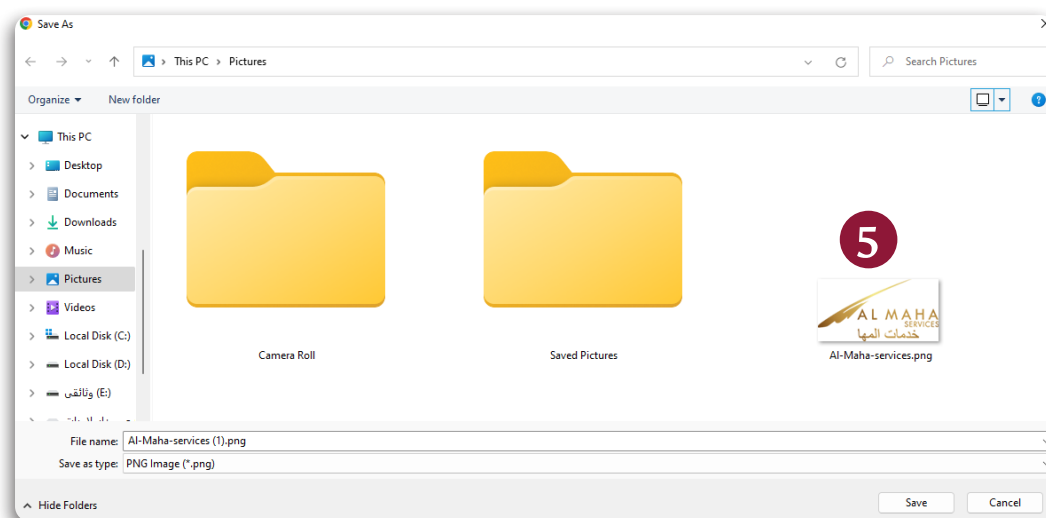 Save As
This PC > Pictures
Search Pictures
Organize
New folder
This PC
Desktop
Documents
Downloads
Music
Pictures
Videos
Local Disk (C:)
Local Disk (D:)
وثائقي (E:)
5
AL MAHA
SERVICES
خدمات المها
Camera Roll
Saved Pictures
Al-Maha-services.png
File name: Al-Maha-services (1).png
Save as type: PNG Image (*.png)
Hide Folders
Save
Cancel